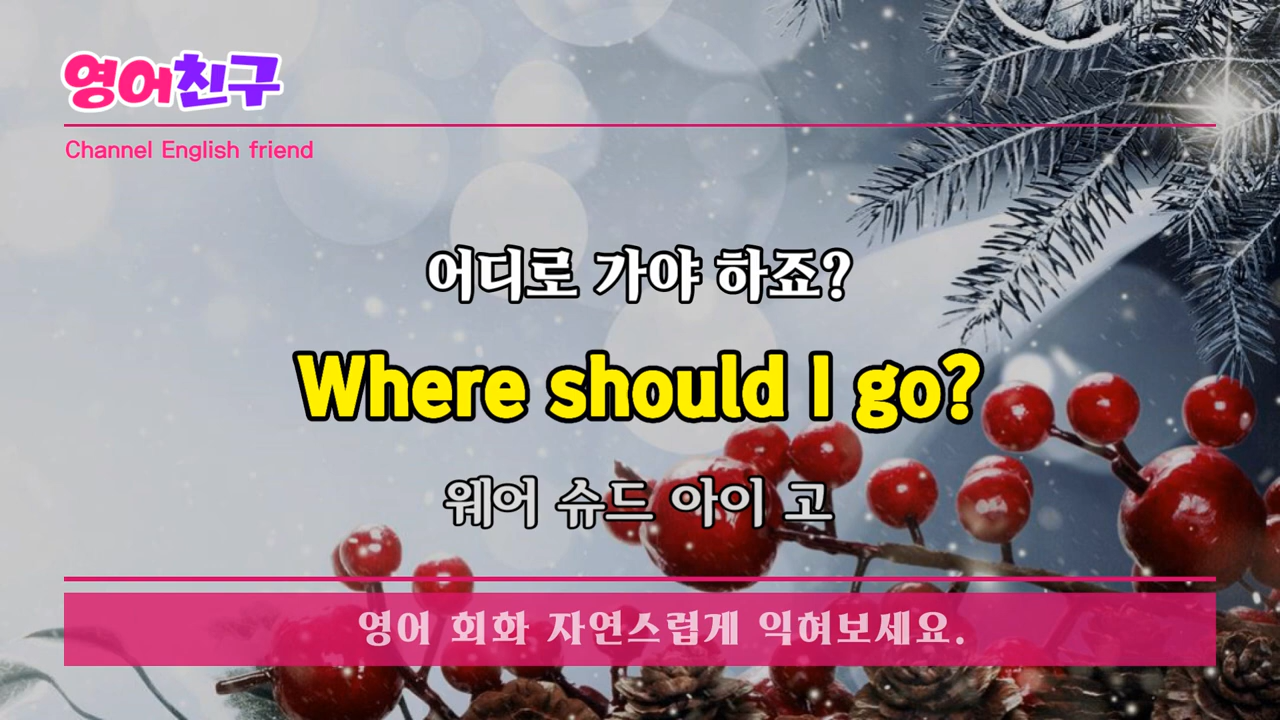 영어친구
Channel English friend
어디로 가야 하죠?
Where should I go?
웨어 슈드 아이 고
영어 회화 자연스럽게 익혀보세요.